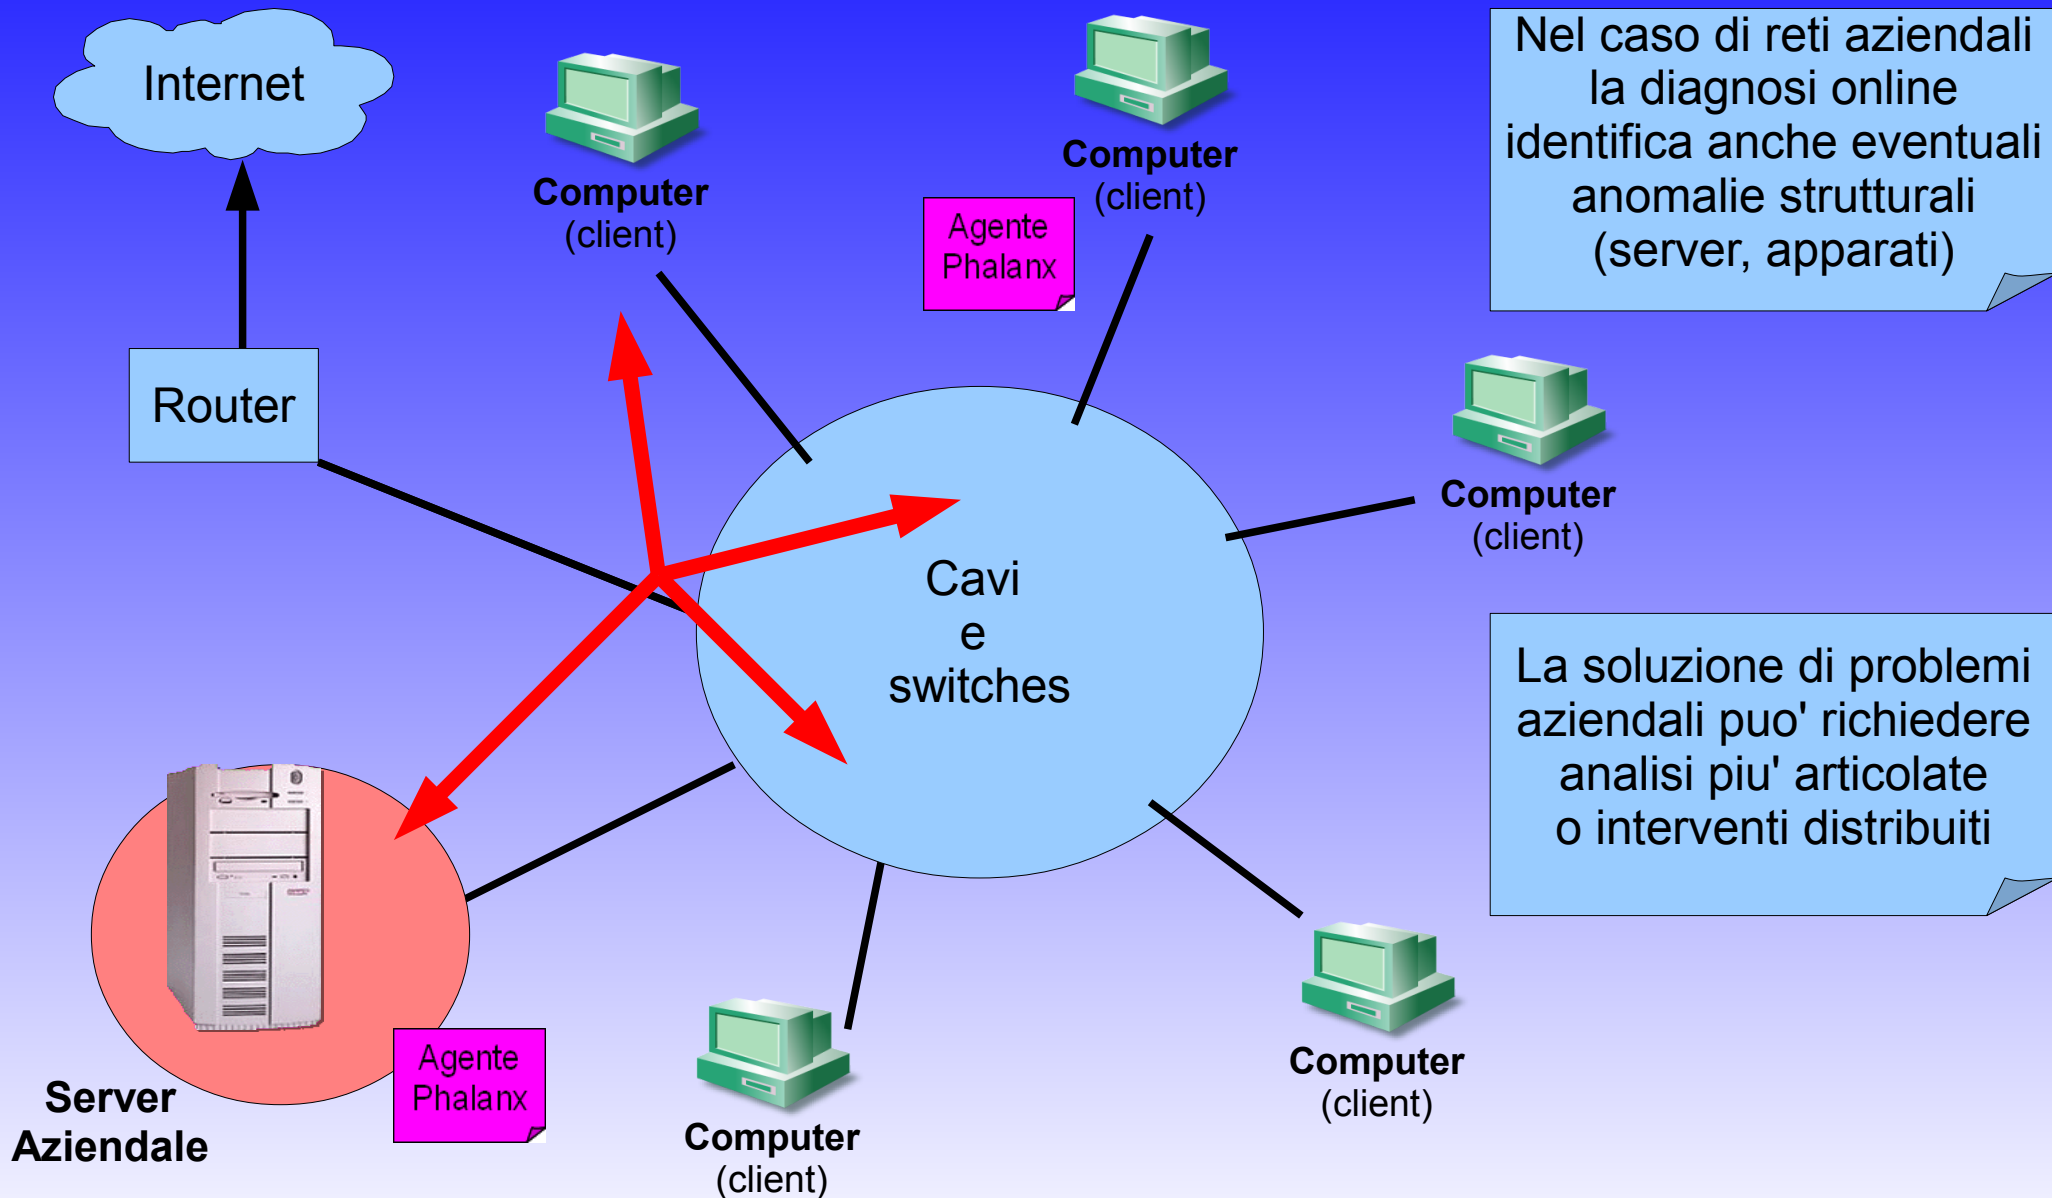 Internet
Computer
(client)
Computer
(client)
Agente
Phalanx
Nel caso di reti aziendali
la diagnosi online
identifica anche eventuali
anomalie strutturali
(server, apparati)
Router
Computer
(client)
Cavi
e
switches
La soluzione di problemi
aziendali puo' richiedere
analisi piu' articolate
o interventi distribuiti
Server
Aziendale
Agente
Phalanx
Computer
(client)
Computer
(client)